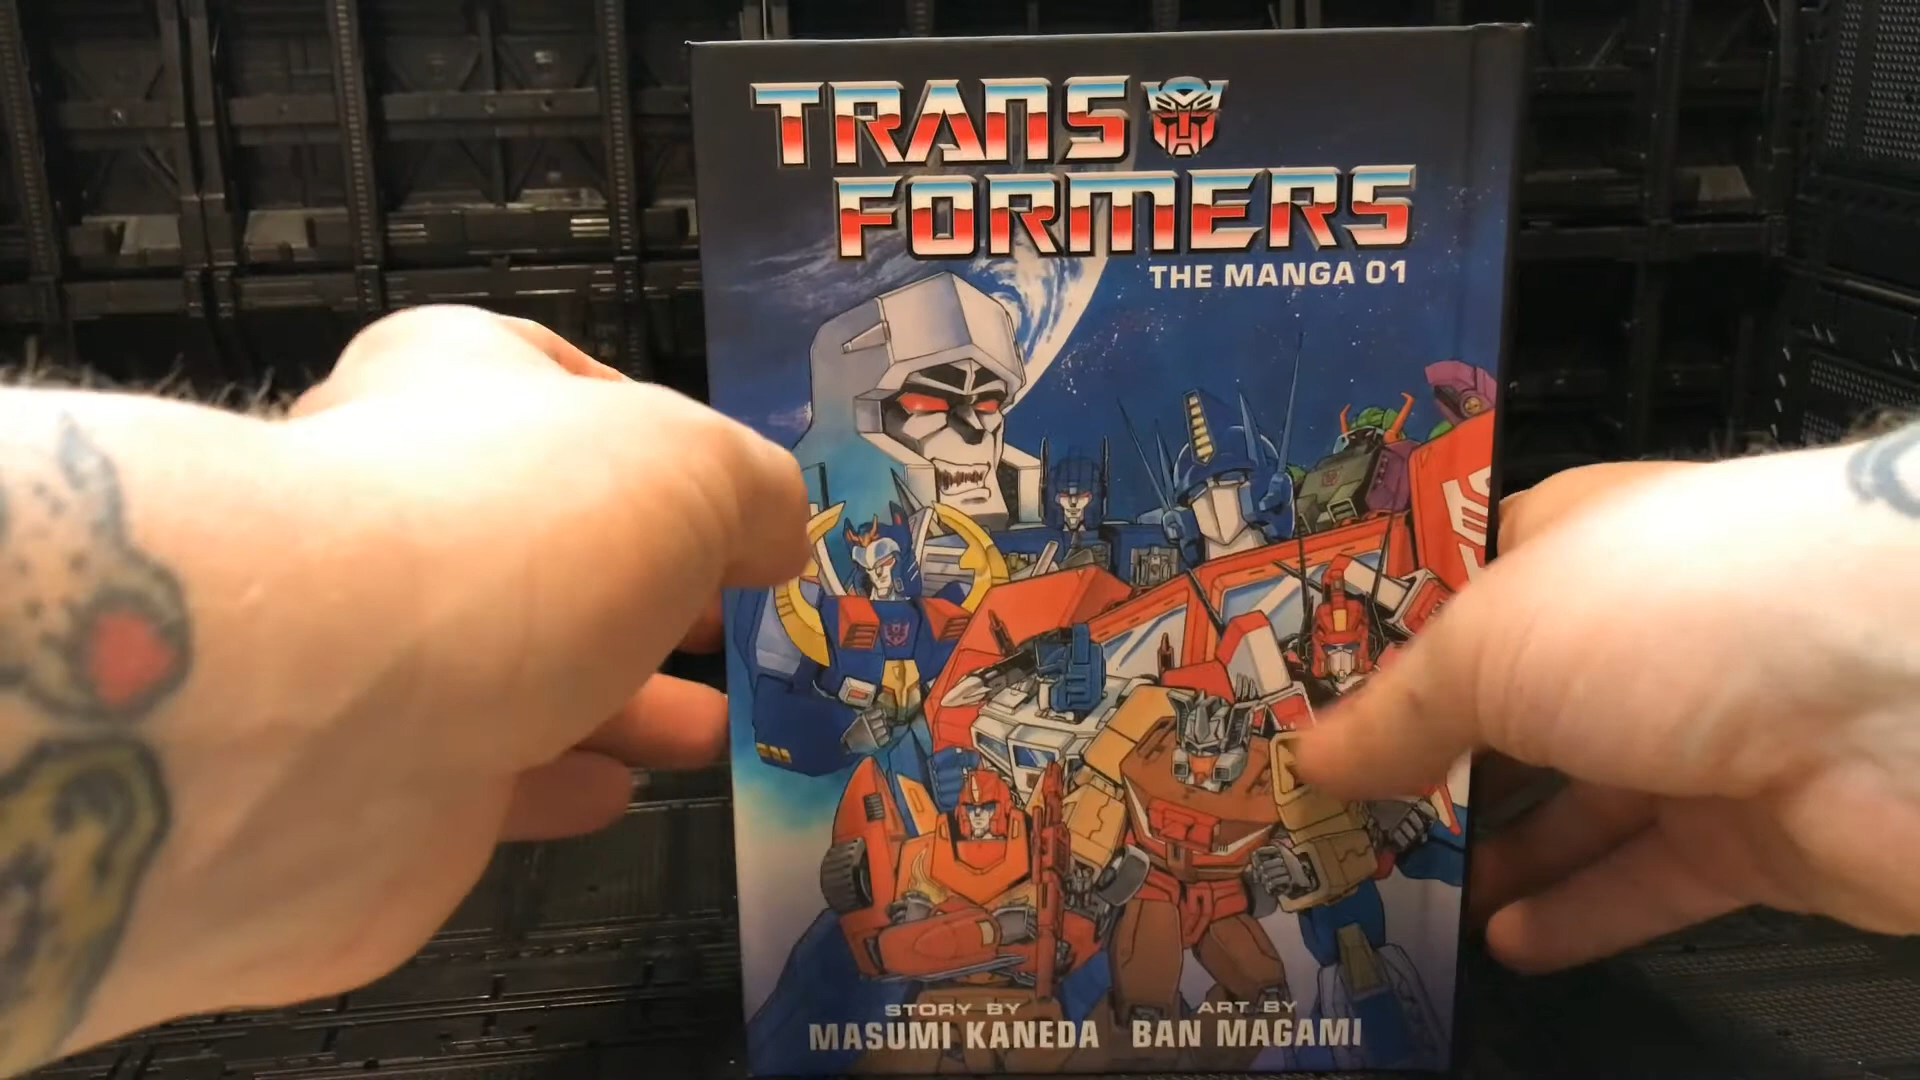 TRANS
FORMERS
THE MANGA 01
STORY BY
MASUMI KANEDA
ART BY
BAN MAGAMI